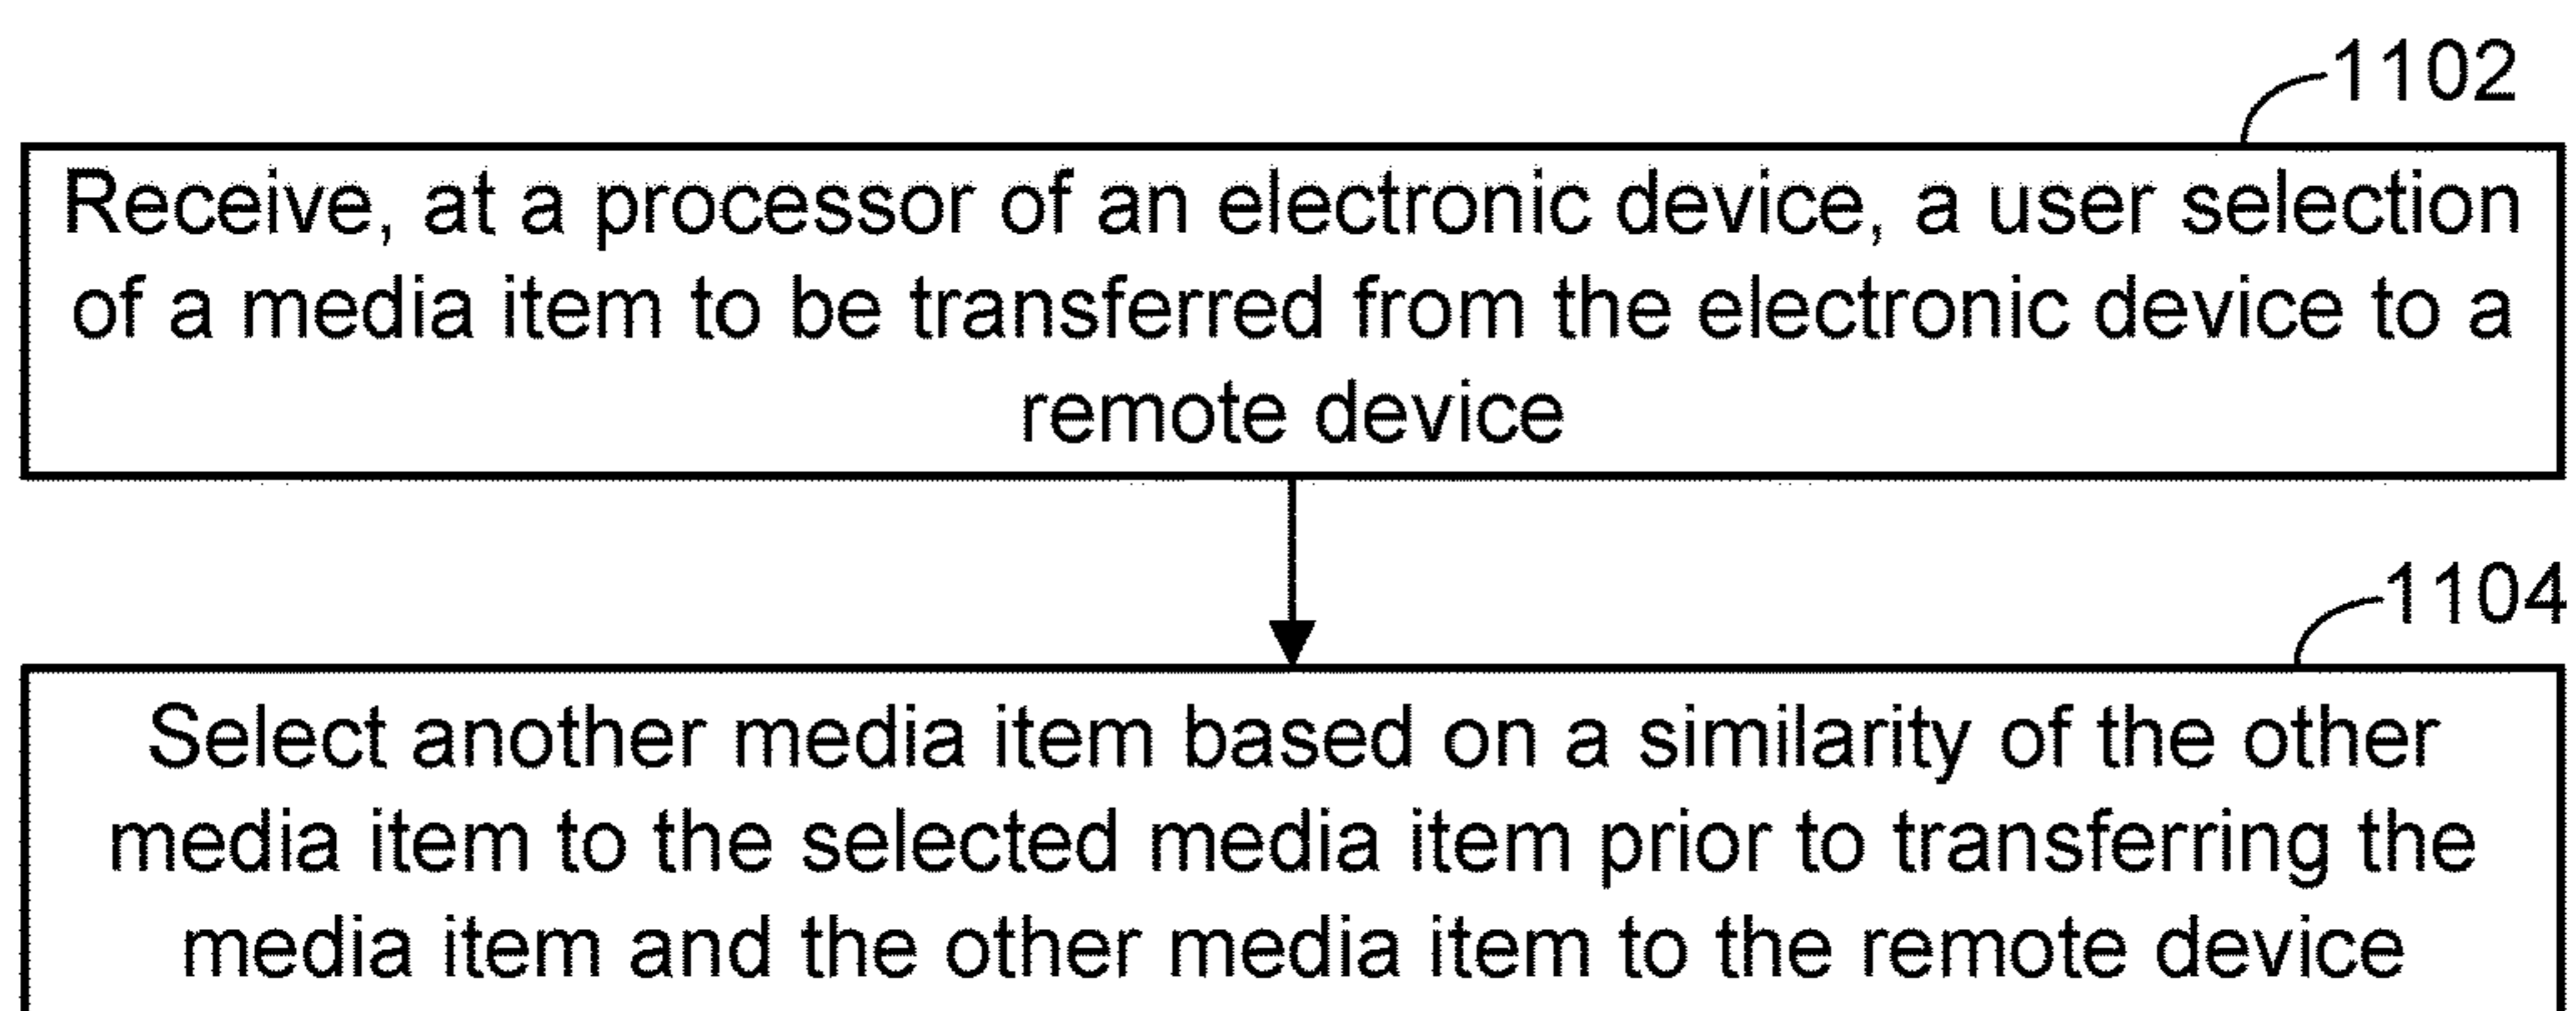 1102
Receive, at a processor of an electronic device, a user selection
of a media item to be transferred from the electronic device to a
remote device
1104
Select another media item based on a similarity of the other
media item to the selected media item prior to transferring the
media item and the other media item to the remote device